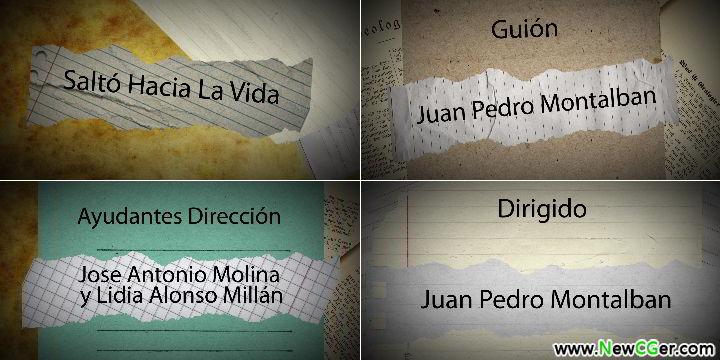 Saltó Hacia La Vida
Guión
Juan Pedro Montalban
Ayudantes Dirección
Jose Antonio Molina
y Lidia Alonso Millán
Dirigido
Juan Pedro Montalban
www.NewCGer.com